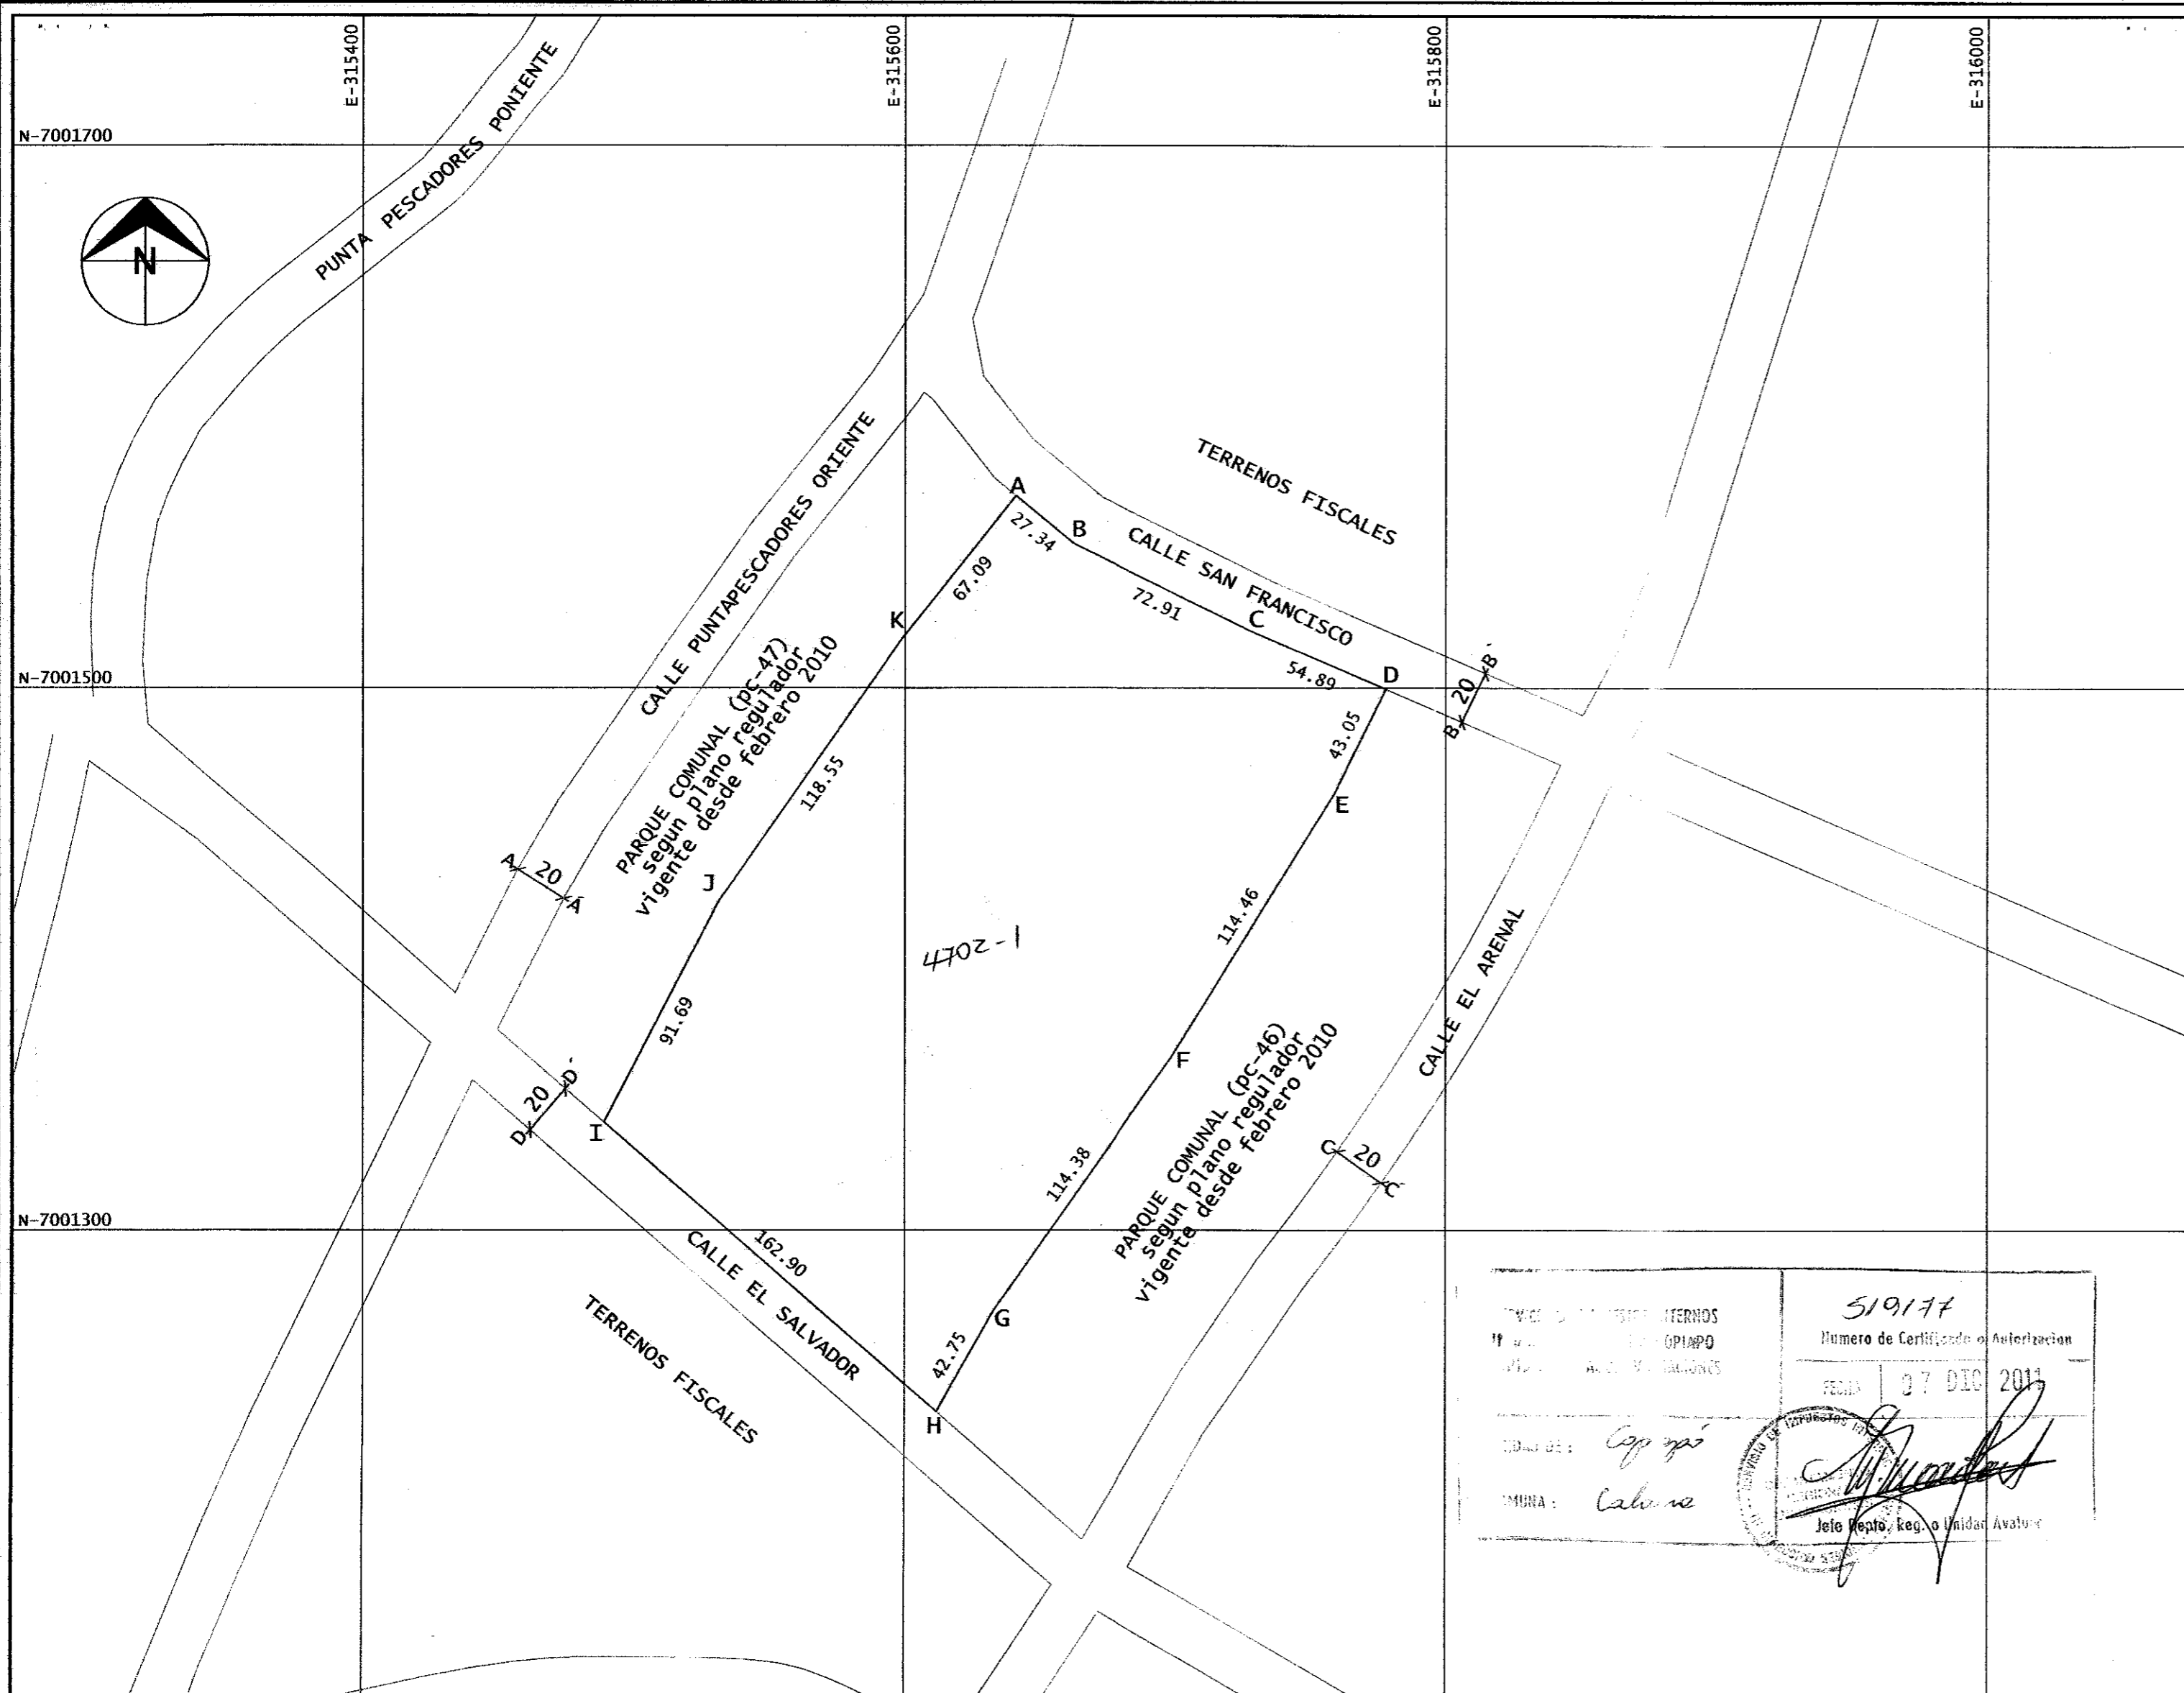 E-315400
E-315600
E-315800
E-316000
N-7001700
N
PUNTA PESCADORES PONIENTE
CALLE PUNTAPESCADORES ORIENTE
TERRENOS FISCALES
CALLE SAN FRANCISCO
A
27.34
B
67.09
72.91
C
K
54.89
D
N-7001500
B
20
B'
43.05
E
PARQUE COMUNAL (pc-47)
segun plano regulador
vigente desde febrero 2010
118.55
A
20
A'
J
4702-1
114.46
CALLE EL ARENAL
91.69
F
PARQUE COMUNAL (pc-46)
segun plano regulador
vigente desde febrero 2010
D'
20
D
I
114.38
C
20
C'
N-7001300
162.90
CALLE EL SALVADOR
TERRENOS FISCALES
G
42.75
H
519177
Numero de Certificado o Autorizacion
FECHA
07 DIC 2011
OPIAPO
Copiapó
MUNA:
Jefe Depto. Reg. o Unidad